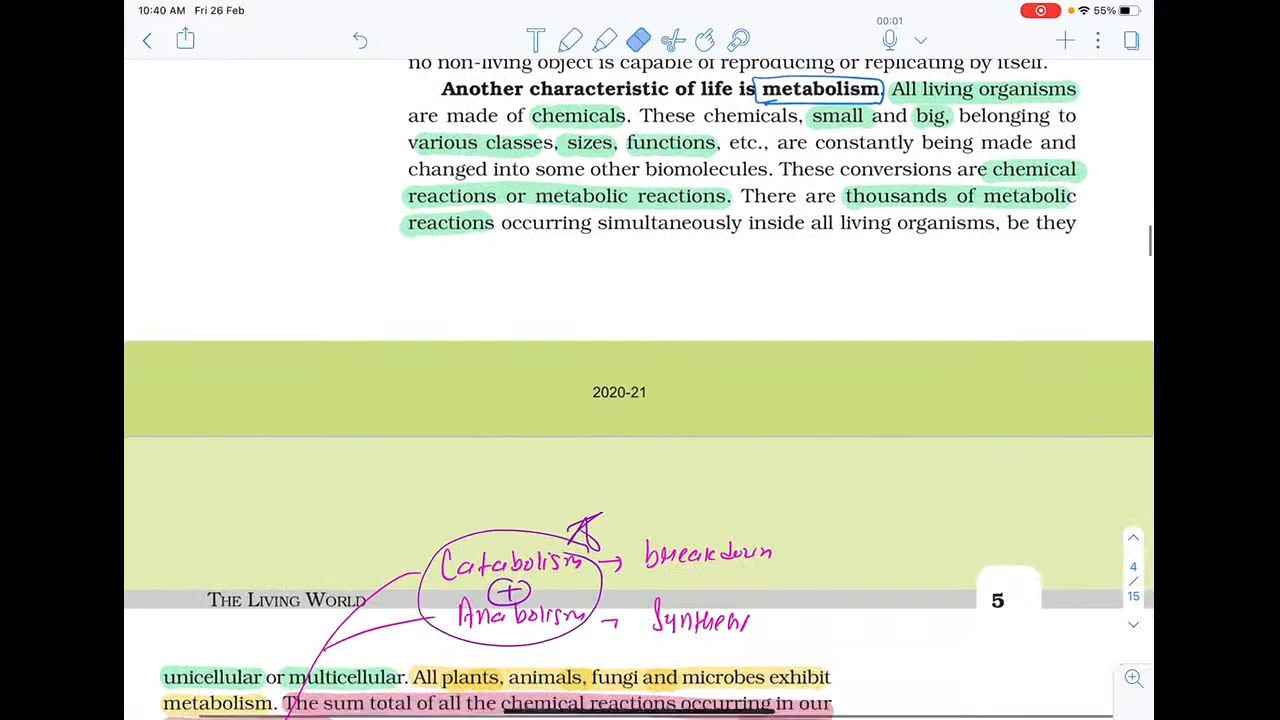 10:40 AM Fri 26 Feb
55%
00:01
no non-living object is capable of reproducing or replicating by itself.
Another characteristic of life is metabolism. All living organisms
are made of chemicals. These chemicals, small and big, belonging to
various classes, sizes, functions, etc., are constantly being made and
changed into some other biomolecules. These conversions are chemical
reactions or metabolic reactions. There are thousands of metabolic
reactions occurring simultaneously inside all living organisms, be they
2020-21
Catabolism → breakdown
+
Anabolism →
THE LIVING WORLD
5
4
/
15
unicellular or multicellular. All plants, animals, fungi and microbes exhibit
metabolism. The sum total of all the chemical reactions occurring in our